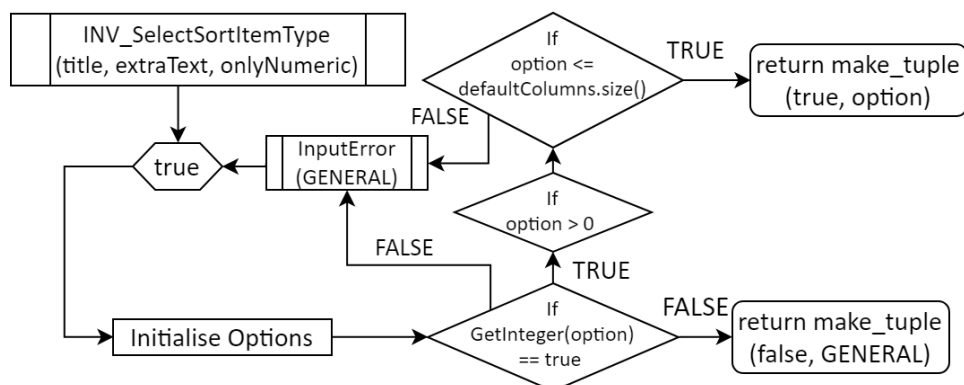 INV_SelectSortItemType
(title, extraText, onlyNumeric)
If
option <=
defaultColumns.size()
TRUE
return make_tuple
(true, option)
FALSE
true
InputError
(GENERAL)
If
option > 0
FALSE
TRUE
Initialise Options
If
GetInteger(option)
== true
FALSE
return make_tuple
(false, GENERAL)